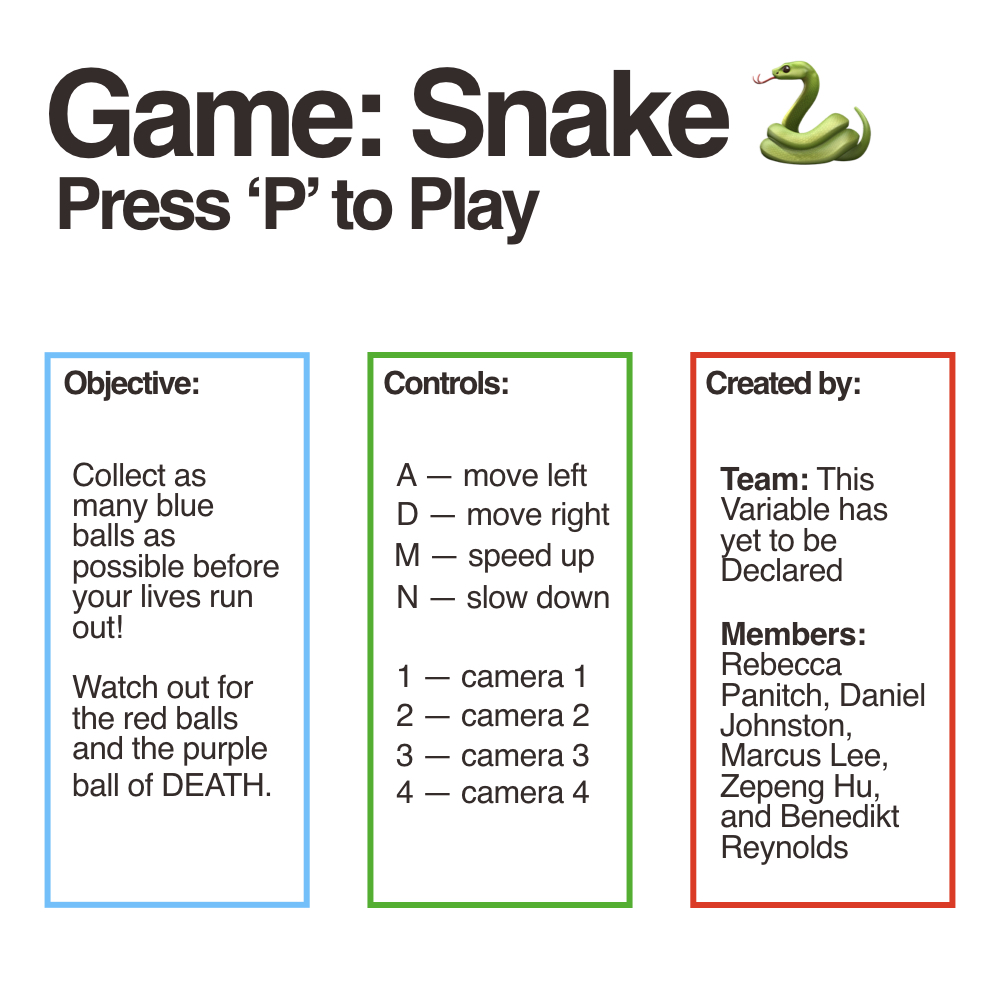 Game: Snake
Press ‘P’ to Play
Objective:
Collect as
many blue
balls as
possible before
your lives run
out!
Watch out for
the red balls
and the purple
ball of DEATH.
Controls:
A — move left
D — move right
M — speed up
N — slow down
1 — camera 1
2 — camera 2
3 — camera 3
4 — camera 4
Created by:
Team: This
Variable has
yet to be
Declared
Members:
Rebecca
Panitch, Daniel
Johnston,
Marcus Lee,
Zepeng Hu,
and Benedikt
Reynolds